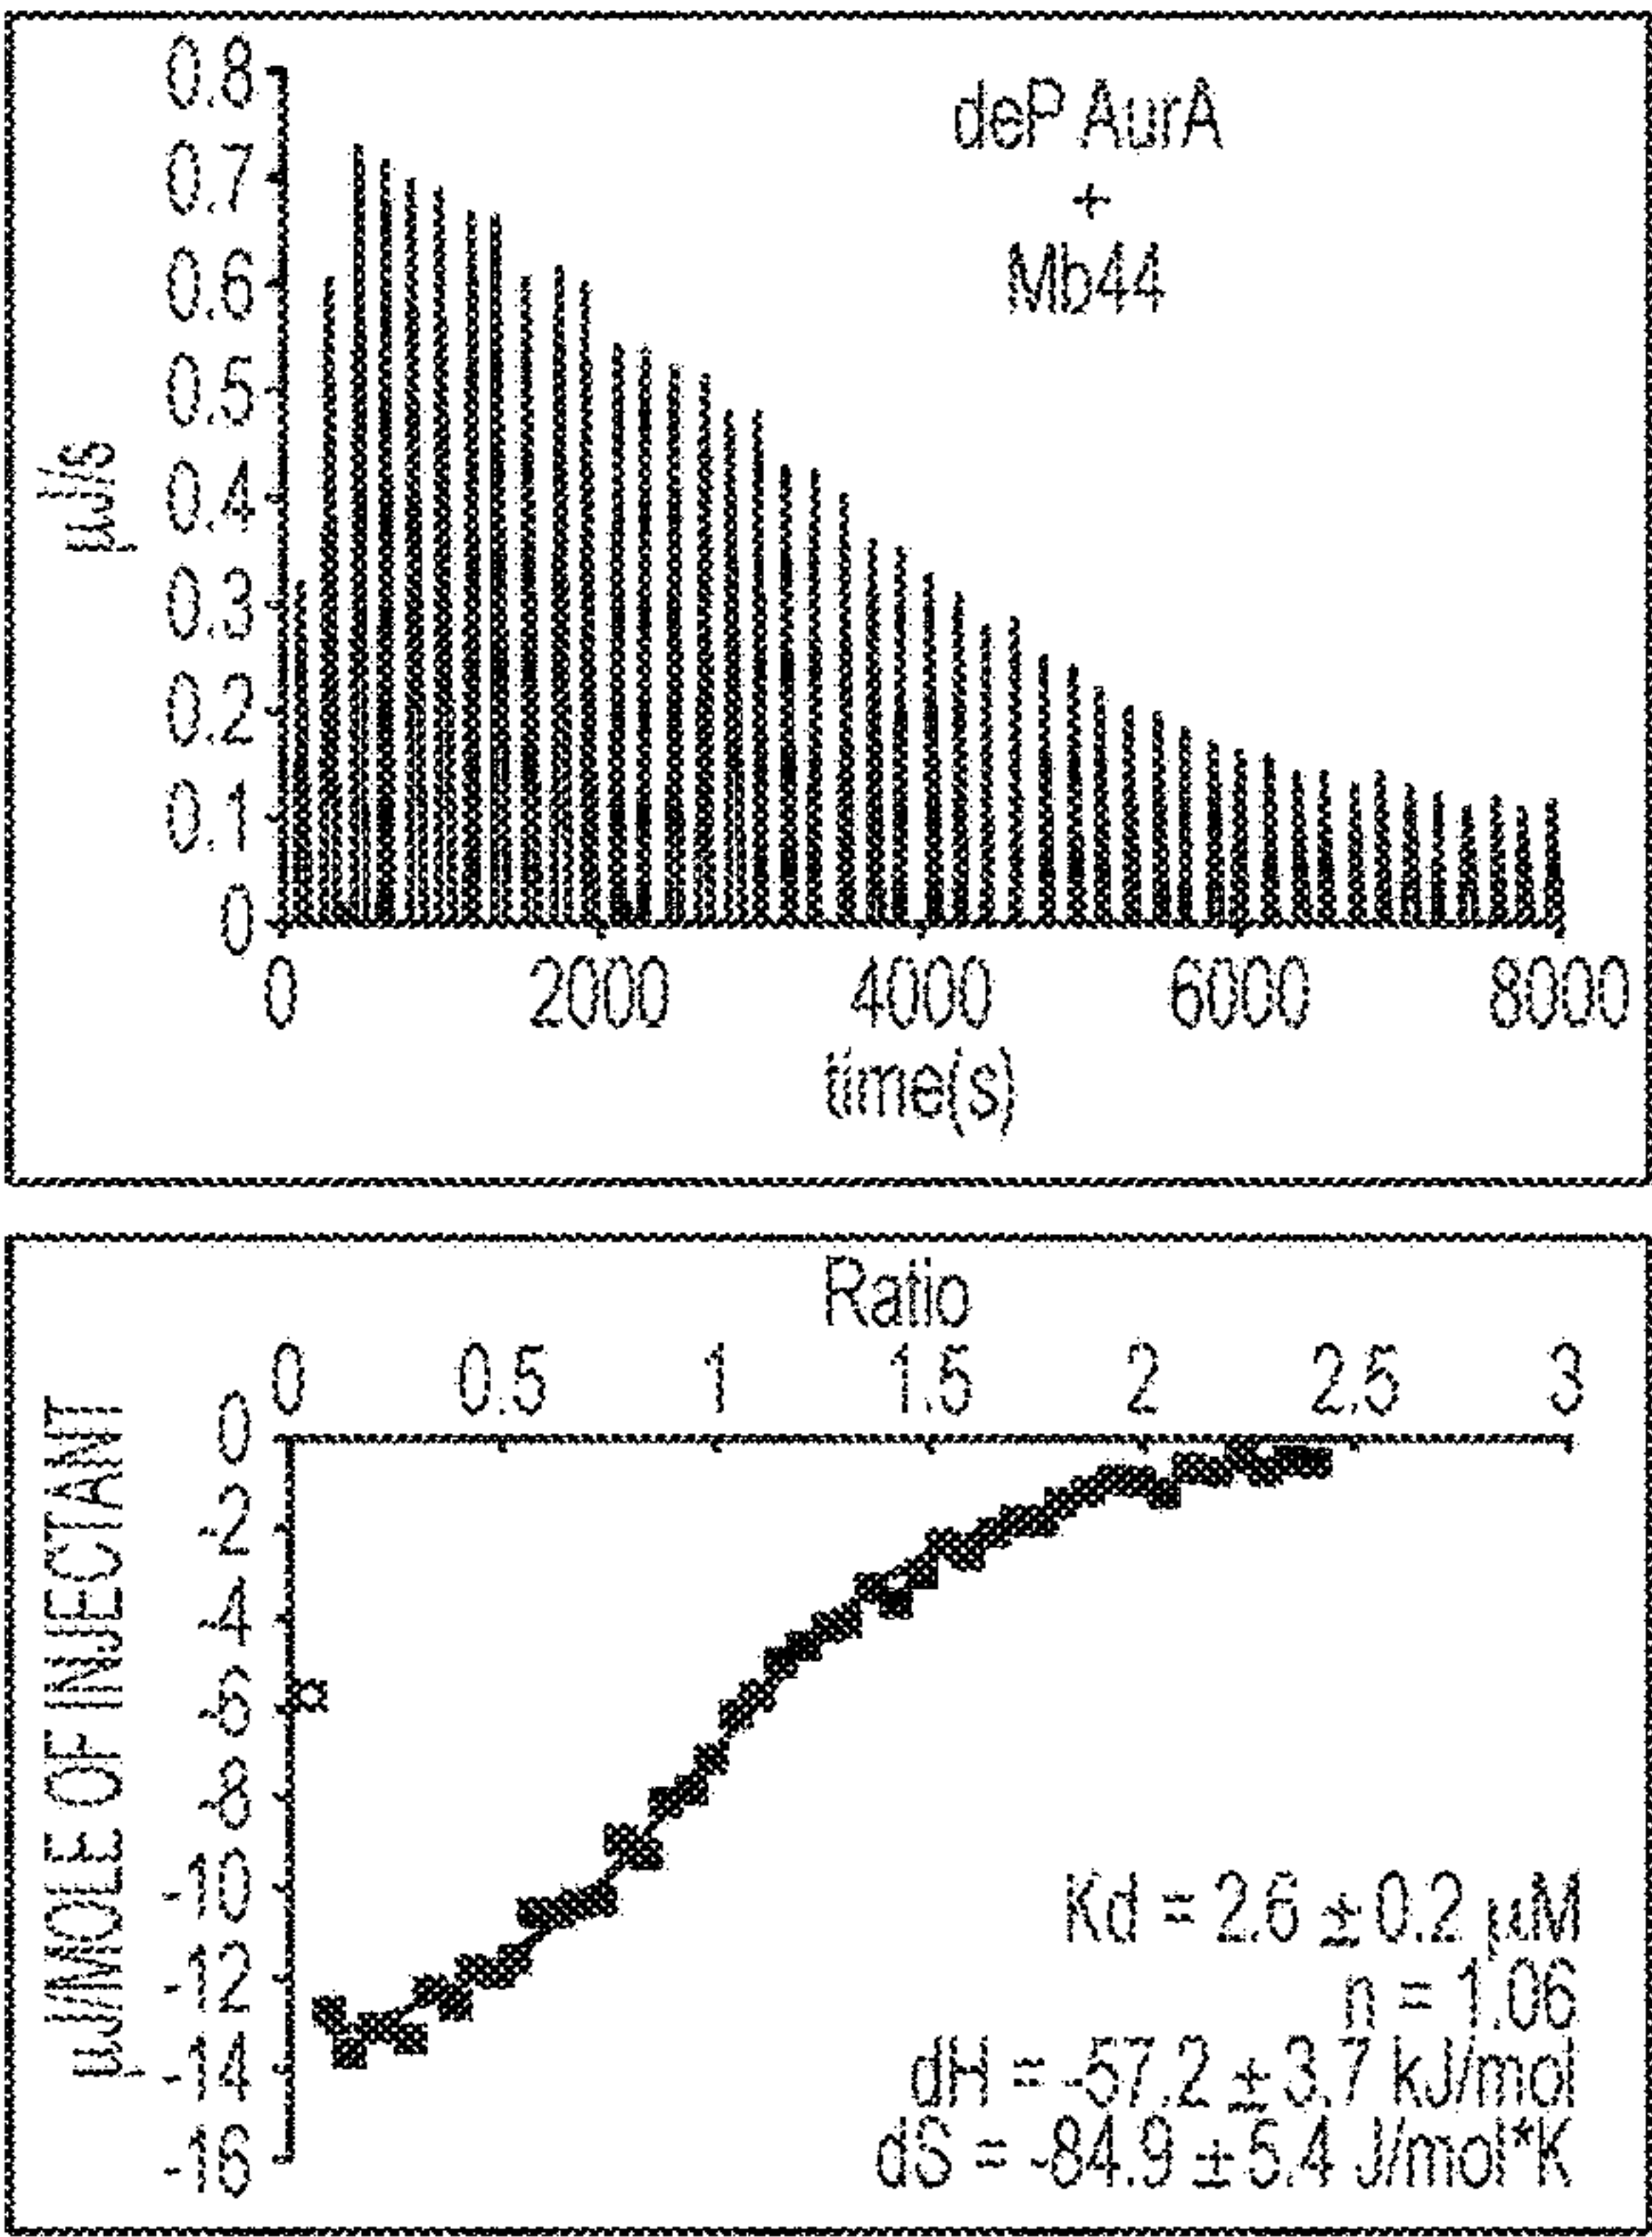 0.8
0.7
0.6
0.5
0.4
0.3
0.2
0.1
0
µJ/s
deP AurA
+
Mb44
0 2000 4000 6000 8000
time(s)
Ratio
0 0.5 1 1.5 2 2.5 3
0
-2
-4
-6
-8
-10
-12
-14
-16
µJ/MOLE OF INJECTANT
Kd = 2.6 ± 0.2 µM
n = 1.06
dH = -57.2 ± 3.7 kJ/mol
dS = -84.9 ± 5.4 J/mol*K